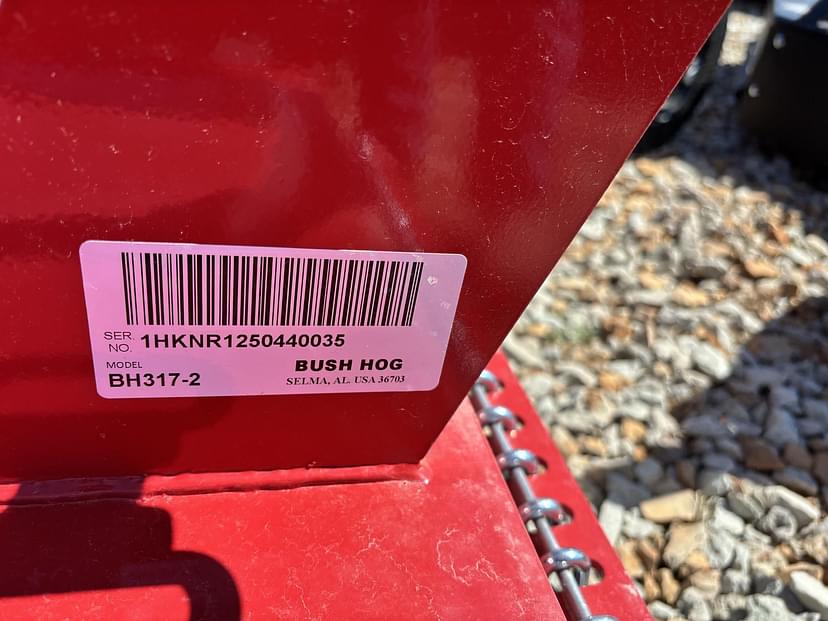 SER. NO. 1HKNR1250440035
MODEL
BUSH HOG
BH317-2
SELMA, AL. USA 36703